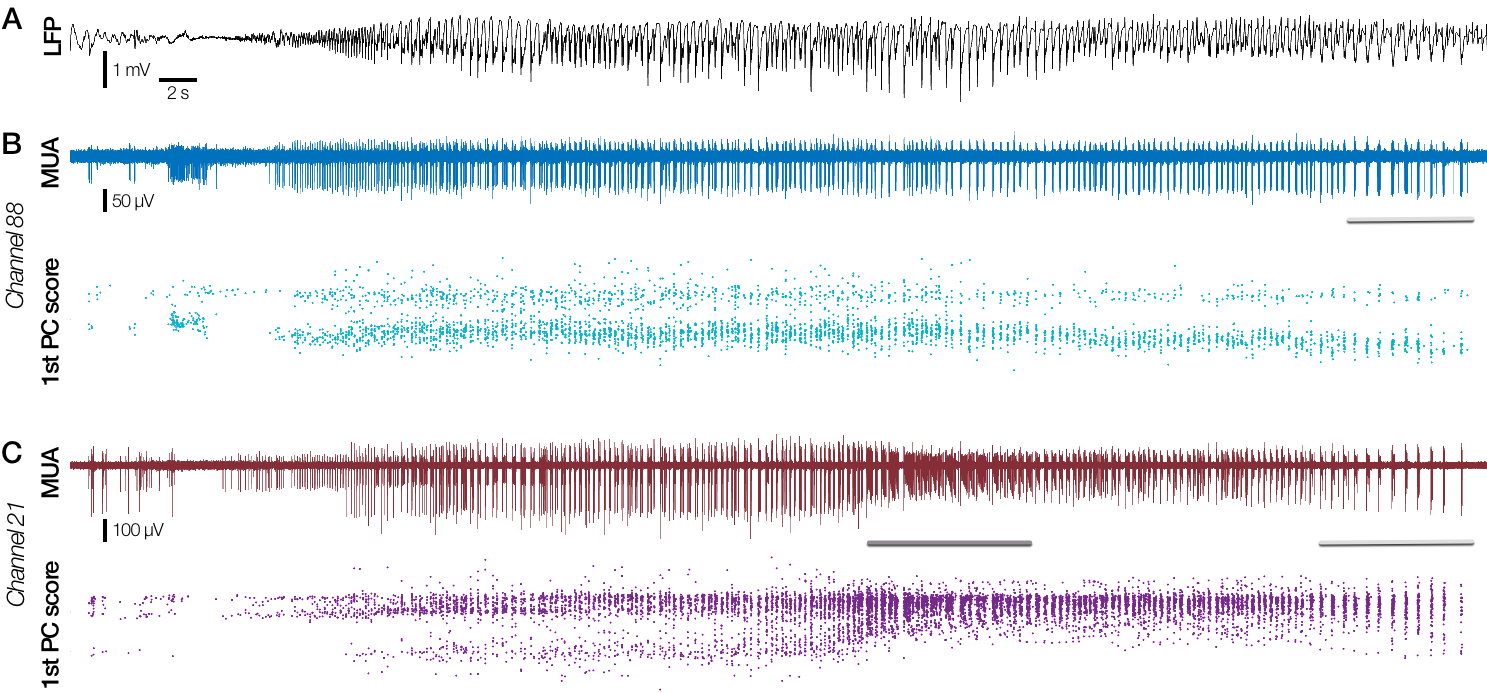 A
LFP
1 mV
2 s
B
MUA
50 µV
Channel 88
1st PC score
C
MUA
100 µV
Channel 21
1st PC score